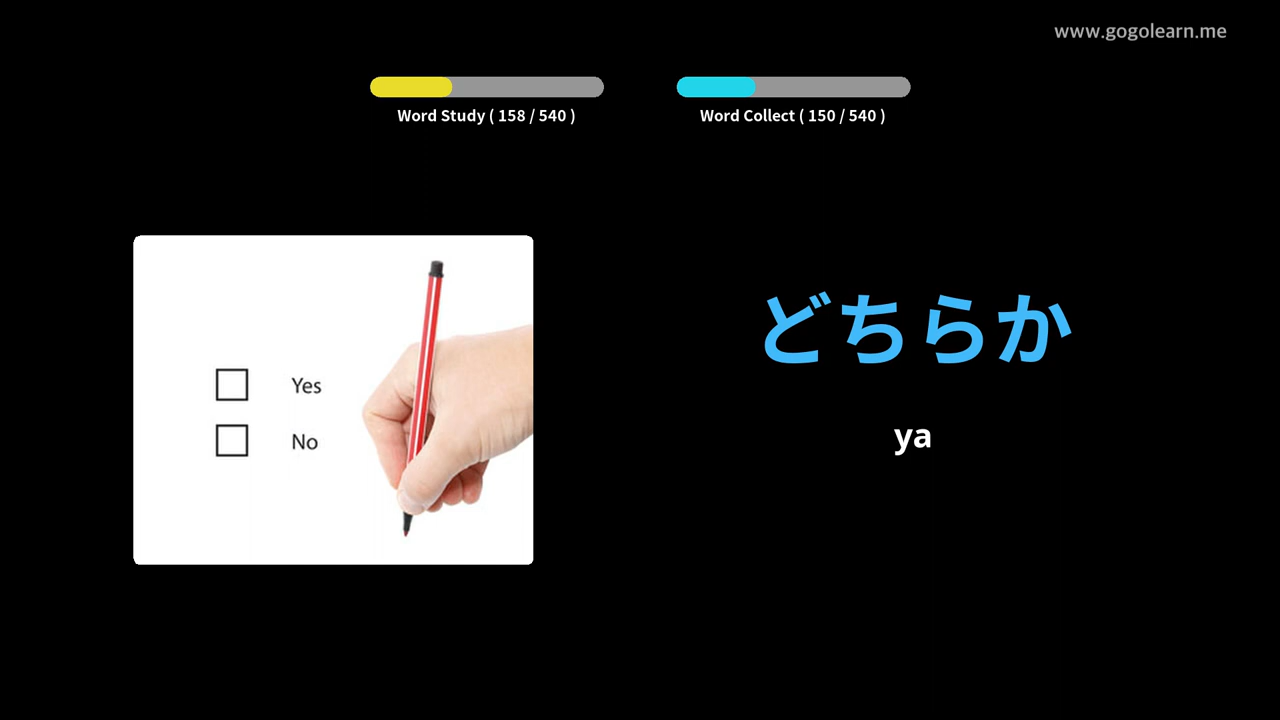 www.gogolearn.me
Word Study ( 158 / 540 )
Word Collect ( 150 / 540 )
Yes
No
どちらか
ya